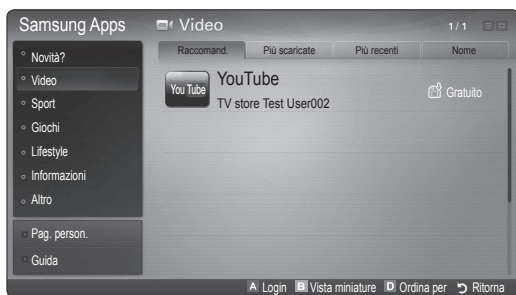 Samsung Apps
Video
1/1
Novità?
Video
Sport
Giochi
Lifestyle
Informazioni
Altro
Pag. person.
Guida
Raccomand.
Più scaricate
Più recenti
Nome
You Tube
YouTube
TV store Test User002
Gratuito
A Login B Vista miniature D Ordina per Ritorna